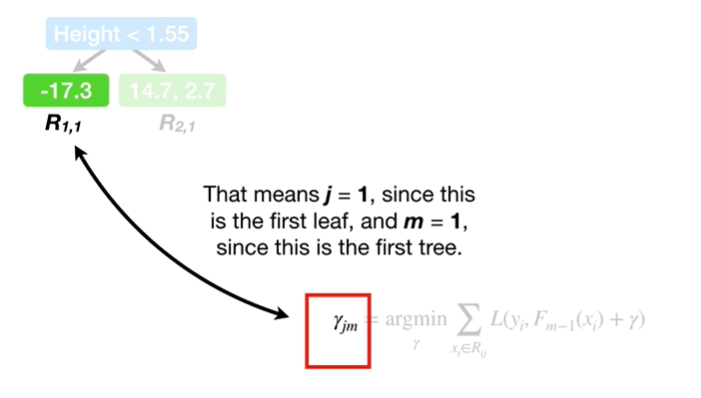 Height < 1.55
-17.3 14.7, 2.7
R1,1 R2,1
That means j = 1, since this
is the first leaf, and m = 1,
since this is the first tree.
γjm = argmin ∑ L(yi, Fm−1(xi) + γ)
γ xi∈Rij